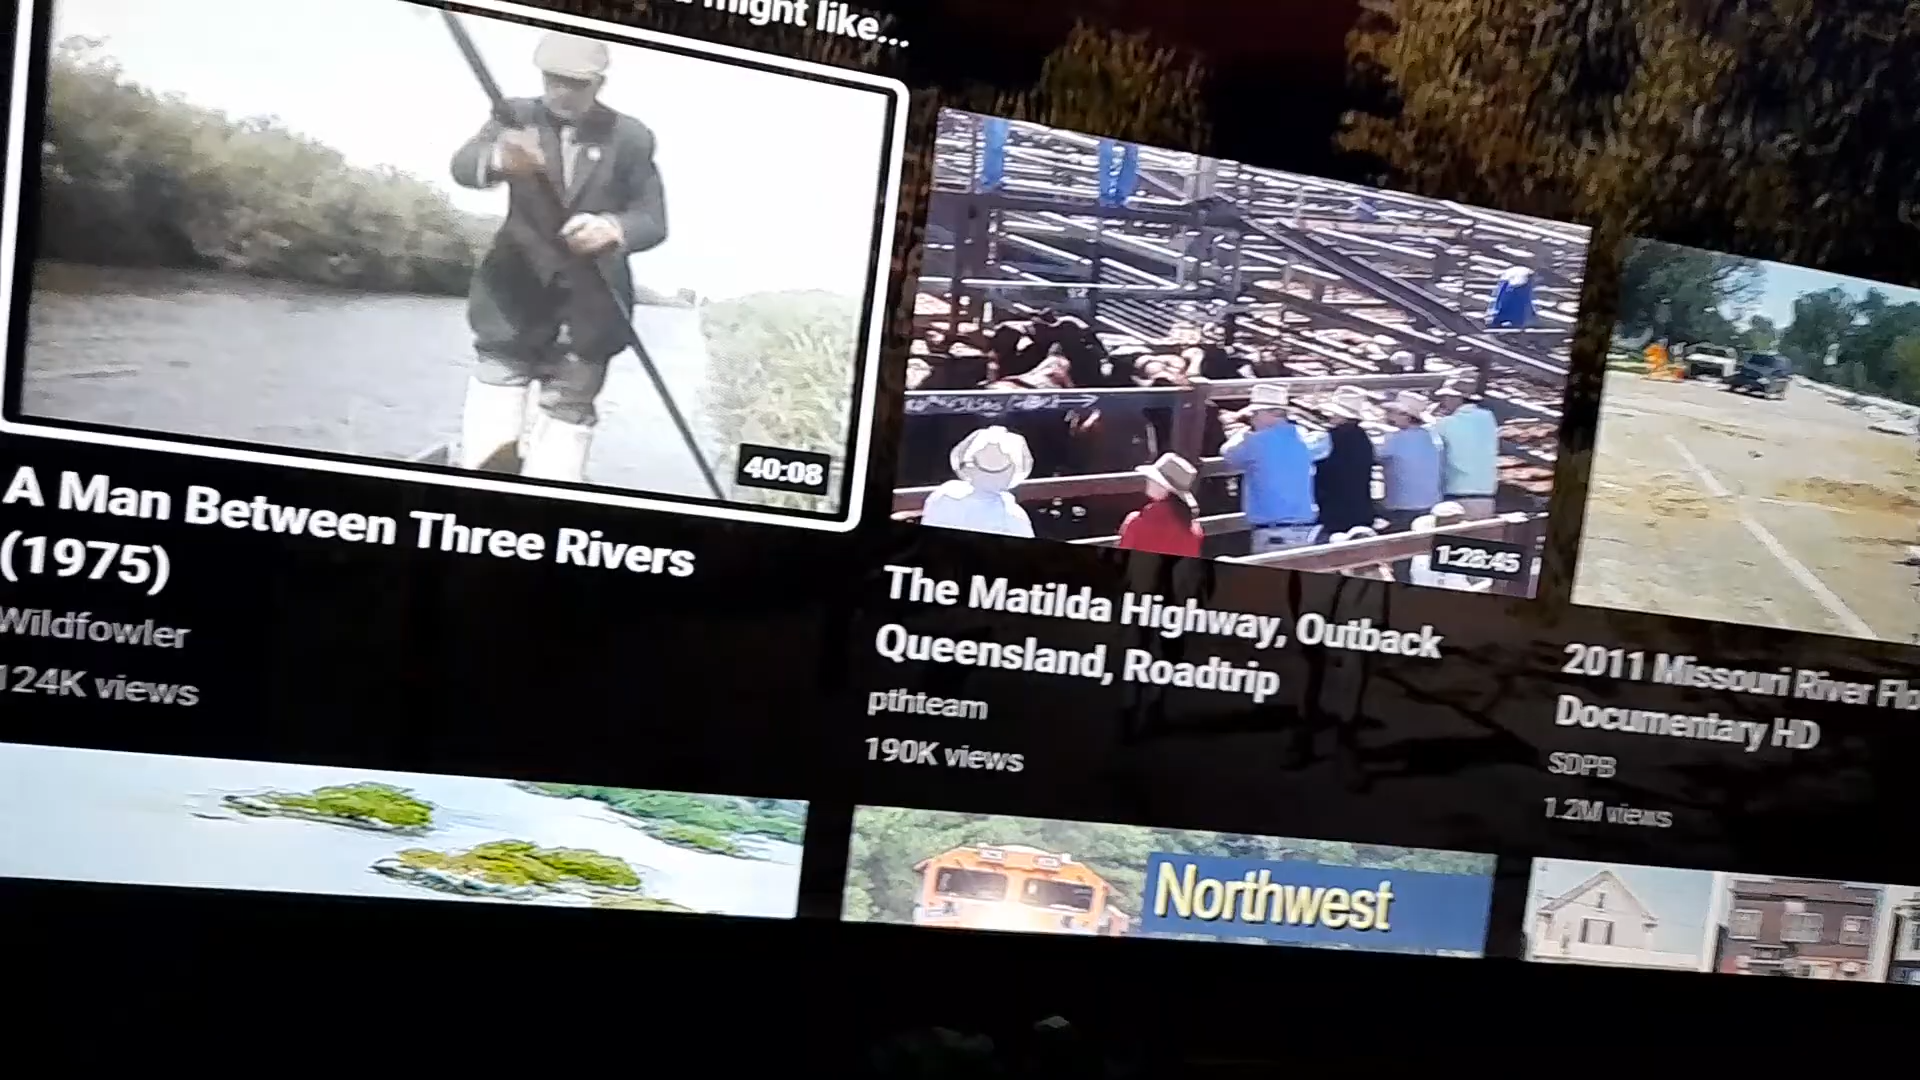 might like...
40:08
A Man Between Three Rivers
(1975)
Wildfowler
124K views
1:28:45
The Matilda Highway, Outback
Queensland, Roadtrip
pthteam
190K views
2011 Missouri River Flo
Documentary HD
SDPB
1.2M views
Northwest